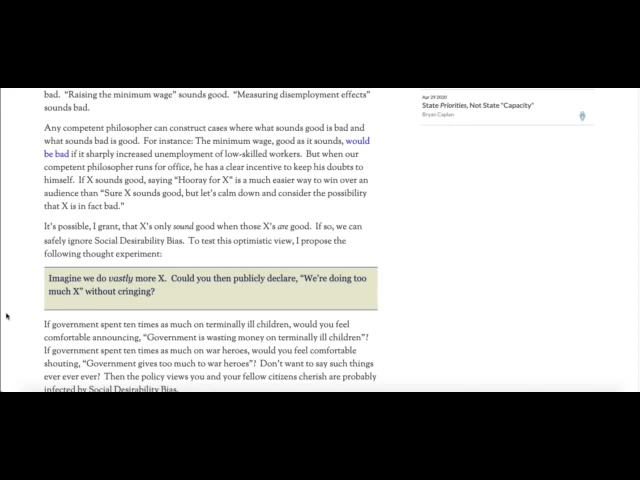 bad.  “Raising the minimum wage” sounds good.  “Measuring disemployment effects”
sounds bad.
Any competent philosopher can construct cases where what sounds good is bad and
what sounds bad is good.  For instance: The minimum wage, good as it sounds, would
be bad if it sharply increased unemployment of low-skilled workers.  But when our
competent philosopher runs for office, he has a clear incentive to keep his doubts to
himself.  If X sounds good, saying “Hooray for X” is a much easier way to win over an
audience than “Sure X sounds good, but let’s calm down and consider the possibility
that X is in fact bad.”
It’s possible, I grant, that X’s only sound good when those X’s are good.  If so, we can
safely ignore Social Desirability Bias.  To test this optimistic view, I propose the
following thought experiment:
Imagine we do vastly more X.  Could you then publicly declare, “We’re doing too
much X” without cringing?
If government spent ten times as much on terminally ill children, would you feel
comfortable announcing, “Government is wasting money on terminally ill children”?
If government spent ten times as much on war heroes, would you feel comfortable
shouting, “Government gives too much to war heroes”?  Don’t want to say such things
ever ever ever?  Then the policy views you and your fellow citizens cherish are probably
infected by Social Desirability Bias.
Apr 29 2020
State Priorities, Not State "Capacity"
Bryan Caplan